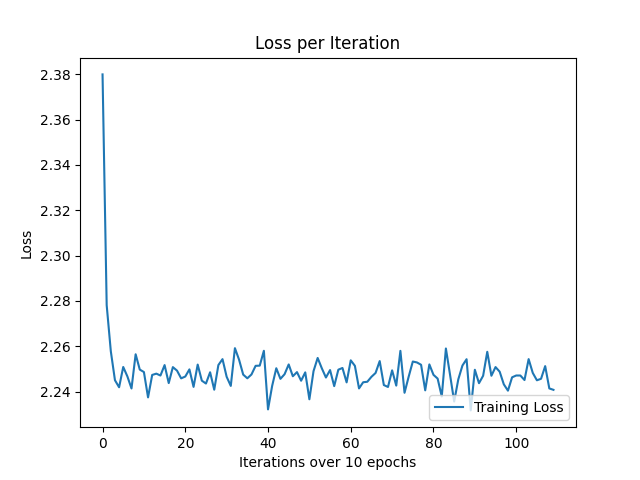 Loss per Iteration
2.38
2.36
2.34
2.32
2.30
2.28
2.26
2.24
Loss
Training Loss
0 20 40 60 80 100
Iterations over 10 epochs